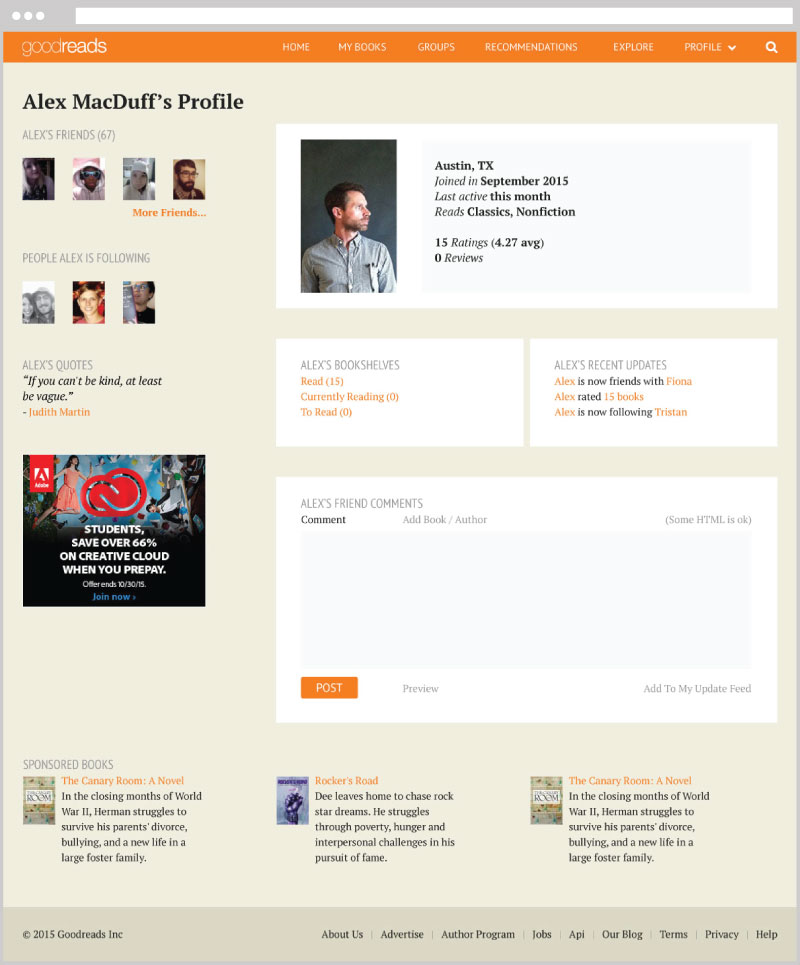 goodreads
HOME MY BOOKS GROUPS RECOMMENDATIONS EXPLORE PROFILE
Alex MacDuff’s Profile
ALEX'S FRIENDS (67)
More Friends...
PEOPLE ALEX IS FOLLOWING
ALEX'S QUOTES
“If you can't be kind, at least
be vague.”
- Judith Martin
Adobe
STUDENTS,
SAVE OVER 66%
ON CREATIVE CLOUD
WHEN YOU PREPAY.
Offer ends 10/30/15.
Join now ›
Austin, TX
Joined in September 2015
Last active this month
Reads Classics, Nonfiction
15 Ratings (4.27 avg)
0 Reviews
ALEX'S BOOKSHELVES
Read (15)
Currently Reading (0)
To Read (0)
ALEX'S RECENT UPDATES
Alex is now friends with Fiona
Alex rated 15 books
Alex is now following Tristan
ALEX'S FRIEND COMMENTS
Comment Add Book / Author (Some HTML is ok)
POST Preview Add To My Update Feed
SPONSORED BOOKS
THE CANARY
ROOM
The Canary Room: A Novel
In the closing months of World
War II, Herman struggles to
survive his parents' divorce,
bullying, and a new life in a
large foster family.
ROCKER'S ROAD
Rocker's Road
Dee leaves home to chase rock
star dreams. He struggles
through poverty, hunger and
interpersonal challenges in his
pursuit of fame.
THE CANARY
ROOM
The Canary Room: A Novel
In the closing months of World
War II, Herman struggles to
survive his parents' divorce,
bullying, and a new life in a
large foster family.
© 2015 Goodreads Inc
About Us | Advertise | Author Program | Jobs | Api | Our Blog | Terms | Privacy | Help